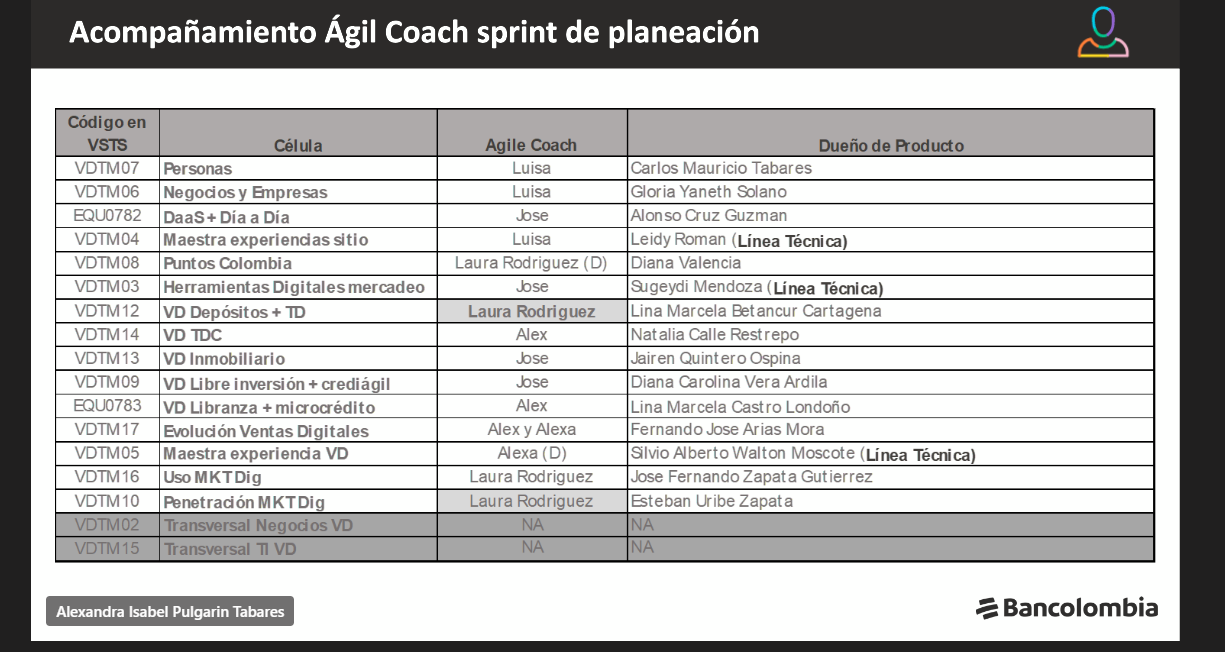 Acompañamiento Ágil Coach sprint de planeación
Código en VSTS Célula Agile Coach Dueño de Producto
VDTM07 Personas Luisa Carlos Mauricio Tabares
VDTM06 Negocios y Empresas Luisa Gloria Yaneth Solano
EQU0782 DaaS + Día a Día Jose Alonso Cruz Guzman
VDTM04 Maestra experiencias sitio Luisa Leidy Roman (Línea Técnica)
VDTM08 Puntos Colombia Laura Rodriguez (D) Diana Valencia
VDTM03 Herramientas Digitales mercadeo Jose Sugeydi Mendoza (Línea Técnica)
VDTM12 VD Depósitos + TD Laura Rodriguez Lina Marcela Betancur Cartagena
VDTM14 VD TDC Alex Natalia Calle Restrepo
VDTM13 VD Inmobiliario Jose Jairen Quintero Ospina
VDTM09 VD Libre inversión + crediágil Jose Diana Carolina Vera Ardila
EQU0783 VD Libranza + microcrédito Alex Lina Marcela Castro Londoño
VDTM17 Evolución Ventas Digitales Alex y Alexa Fernando Jose Arias Mora
VDTM05 Maestra experiencia VD Alexa (D) Silvio Alberto Walton Moscote (Línea Técnica)
VDTM16 Uso MKT Dig Laura Rodriguez Jose Fernando Zapata Gutierrez
VDTM10 Penetración MKT Dig Laura Rodriguez Esteban Uribe Zapata
VDTM02 Transversal Negocios VD NA NA
VDTM15 Transversal TI VD NA NA
Alexandra Isabel Pulgarin Tabares
Bancolombia